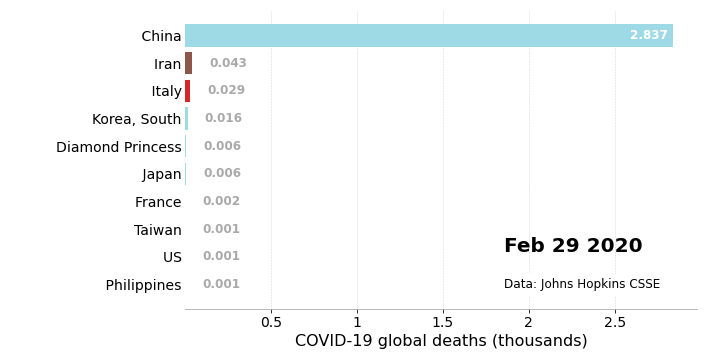 China 2.837
Iran 0.043
Italy 0.029
Korea, South 0.016
Diamond Princess 0.006
Japan 0.006
France 0.002
Taiwan 0.001
US 0.001
Philippines 0.001
Feb 29 2020
Data: Johns Hopkins CSSE
0.5 1 1.5 2 2.5
COVID-19 global deaths (thousands)